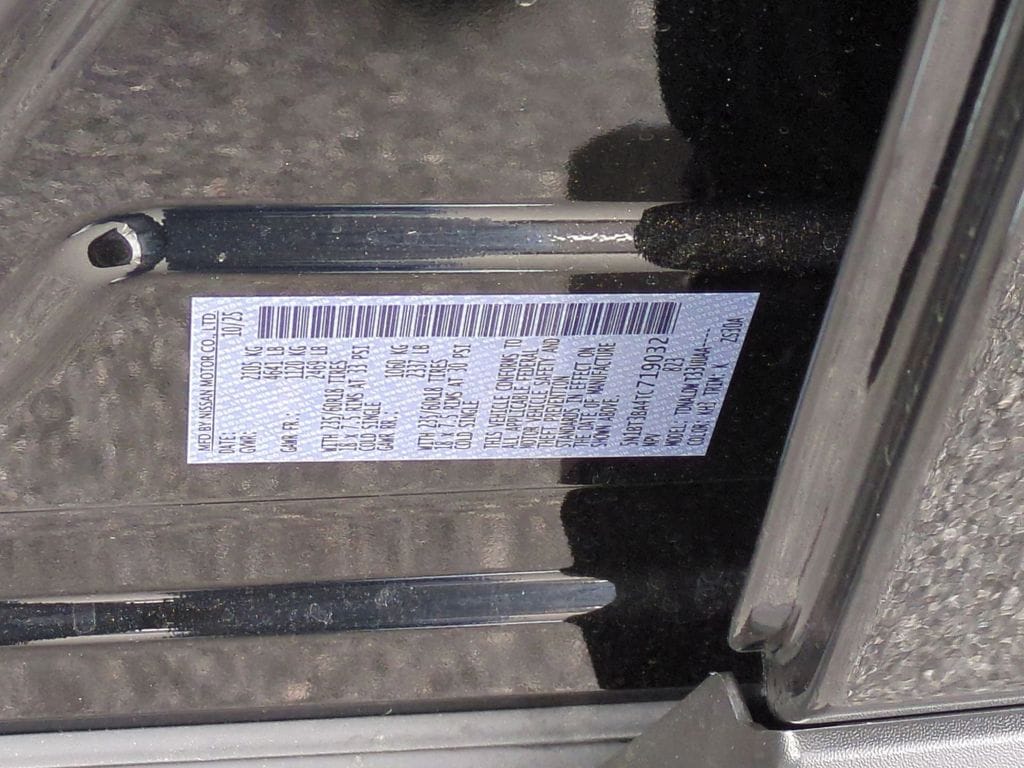 MFD BY NISSAN MOTOR CO., LTD.
DATE: 10/25
GVWR: 2105 KG
4641 LB
GAWR FR.: 1120 KG
2469 LB
WITH 235/60R18 TIRES
18 x 7.5 RIMS AT 33 PSI
COLD SINGLE
GAWR RR.: 1060 KG
2337 LB
WITH 235/60R18 TIRES
18 x 7.5 RIMS AT 30 PSI
COLD SINGLE
THIS VEHICLE CONFORMS TO
ALL APPLICABLE FEDERAL
MOTOR VEHICLE SAFETY AND
THEFT PREVENTION
STANDARDS IN EFFECT ON
THE DATE OF MANUFACTURE
SHOWN ABOVE.
MPV
COLOR: KH3 TRIM: K